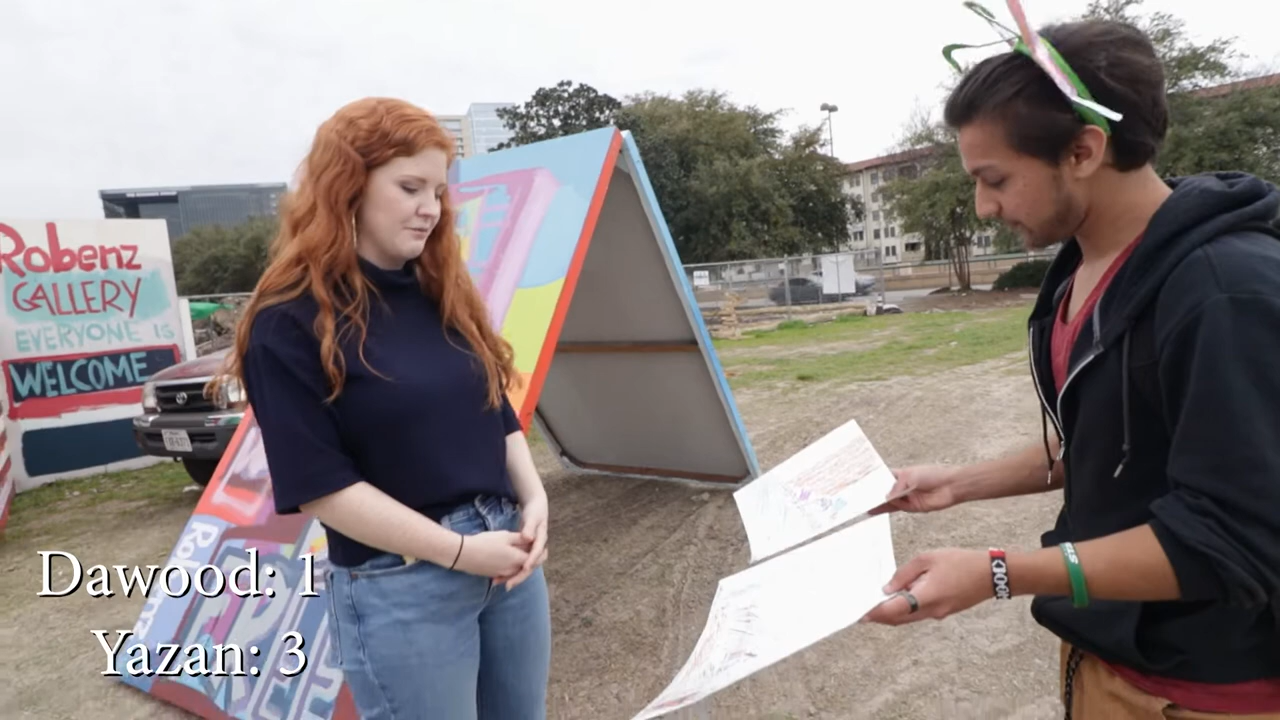 Robenz
GALLERY
EVERYONE IS
WELCOME
Dawood: 1
Yazan: 3